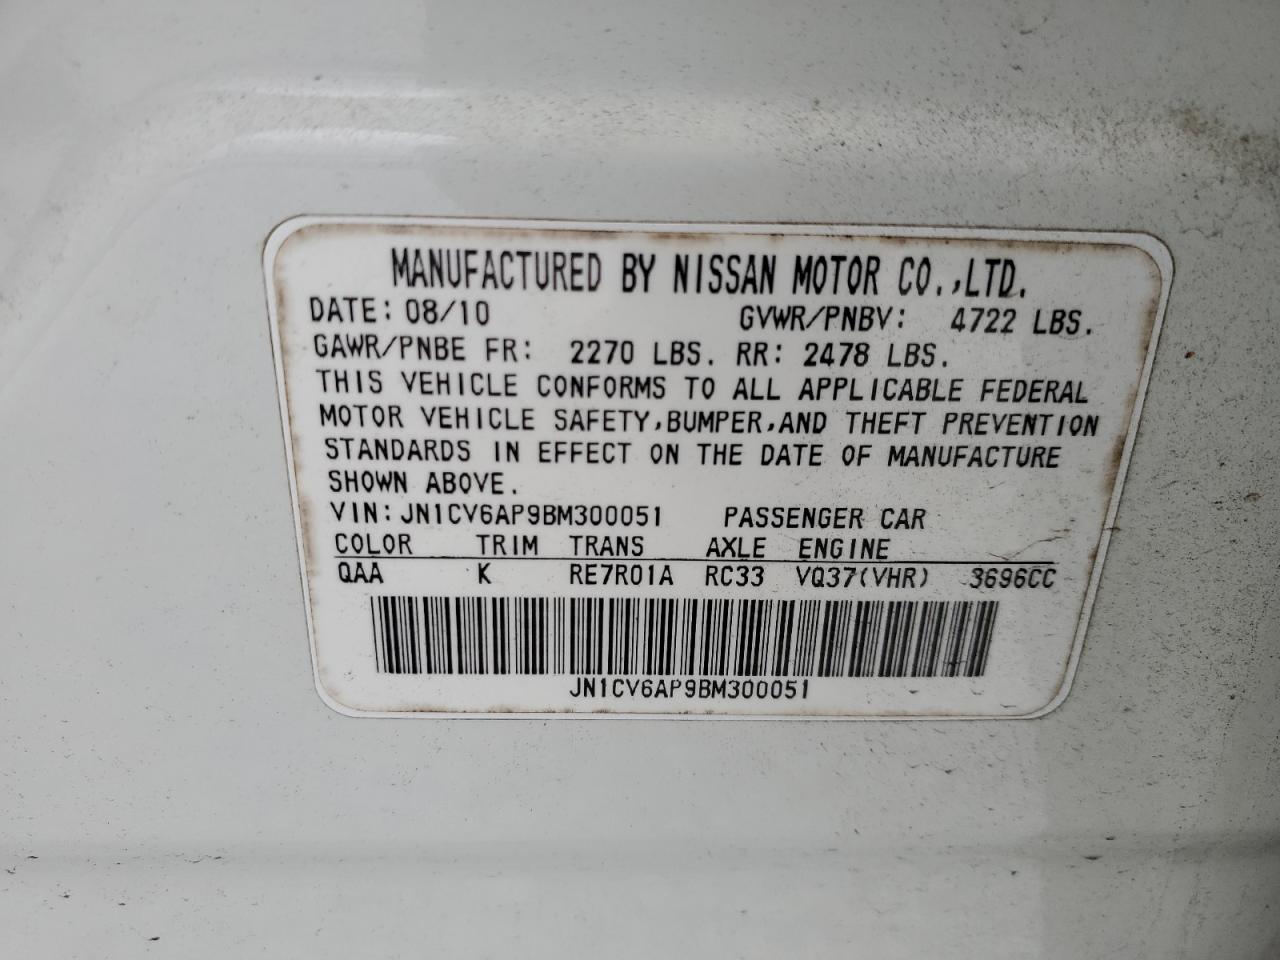 MANUFACTURED BY NISSAN MOTOR CO.,LTD.
DATE: 08/10 GVWR/PNBV: 4722 LBS.
GAWR/PNBE FR: 2270 LBS. RR: 2478 LBS.
THIS VEHICLE CONFORMS TO ALL APPLICABLE FEDERAL
MOTOR VEHICLE SAFETY,BUMPER,AND THEFT PREVENTION
STANDARDS IN EFFECT ON THE DATE OF MANUFACTURE
SHOWN ABOVE.
VIN: JN1CV6AP9BM300051 PASSENGER CAR
COLOR TRIM TRANS AXLE ENGINE
QAA K RE7R01A RC33 VQ37(VHR) 3696CC
JN1CV6AP9BM300051